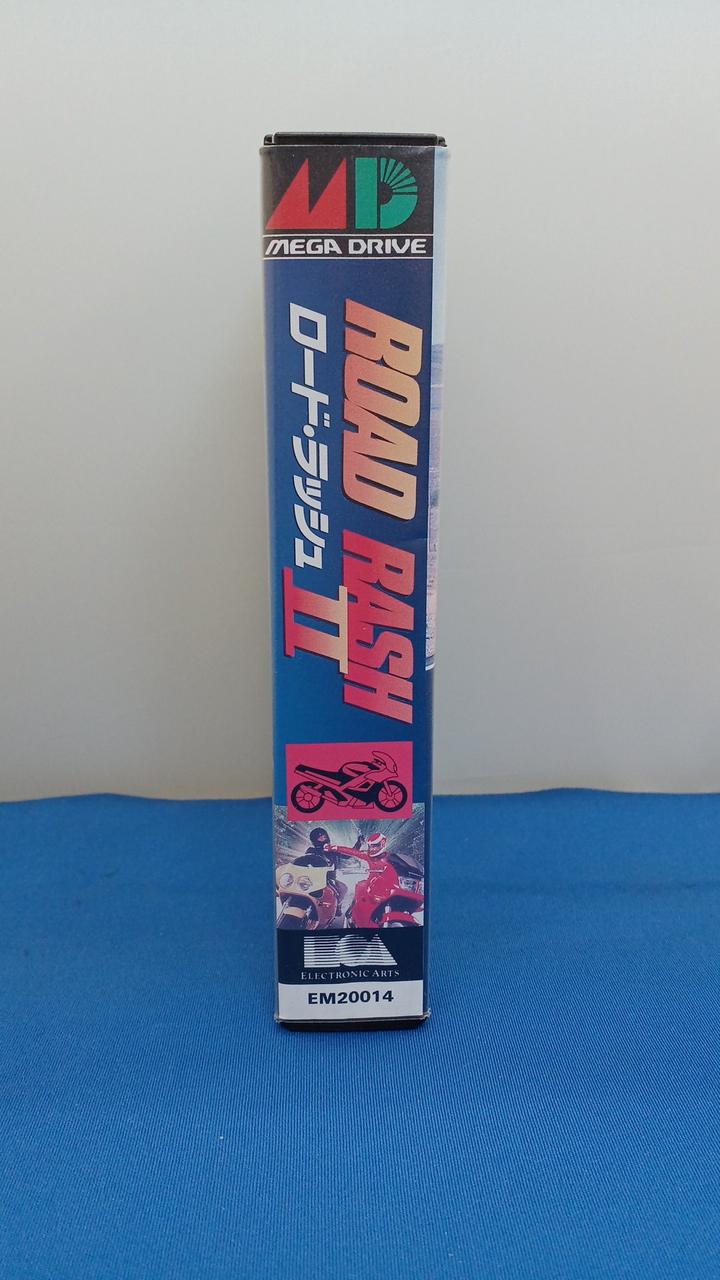 MD
MEGA DRIVE
ROAD RASH
II
ロード・ラッシュ
EA
ELECTRONIC ARTS
EM20014